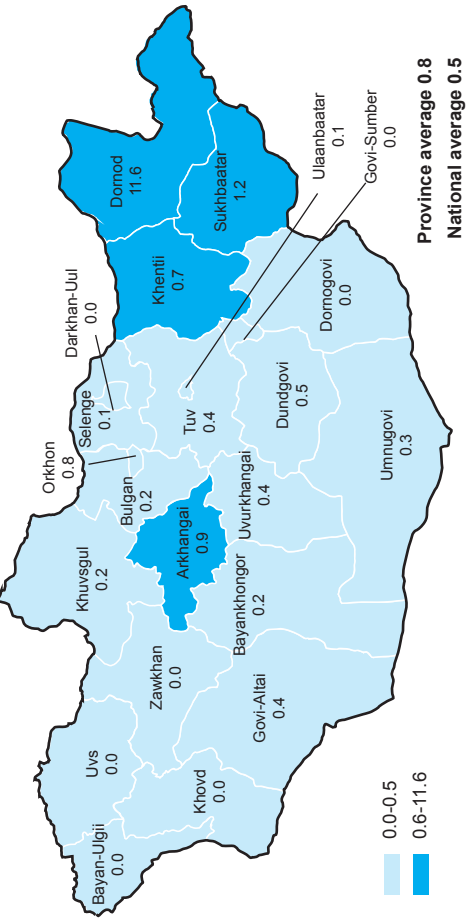 Bayan-Ulgii
0.0
Uvs
0.0
Khovd
0.0
Zawkhan
0.0
Govi-Altai
0.4
Khuvsgul
0.2
Bayankhongor
0.2
Arkhangai
0.9
Orkhon
0.8
Bulgan
0.2
Uvurkhangai
0.4
Selenge
0.1
Darkhan-Uul
0.0
Tuv
0.4
Dundgovi
0.5
Umnugovi
0.3
Khentii
0.7
Dornod
11.6
Sukhbaatar
1.2
Dornogovi
0.0
Ulaanbaatar
0.1
Govi-Sumber
0.0
0.0-0.5
0.6-11.6
Province average 0.8
National average 0.5